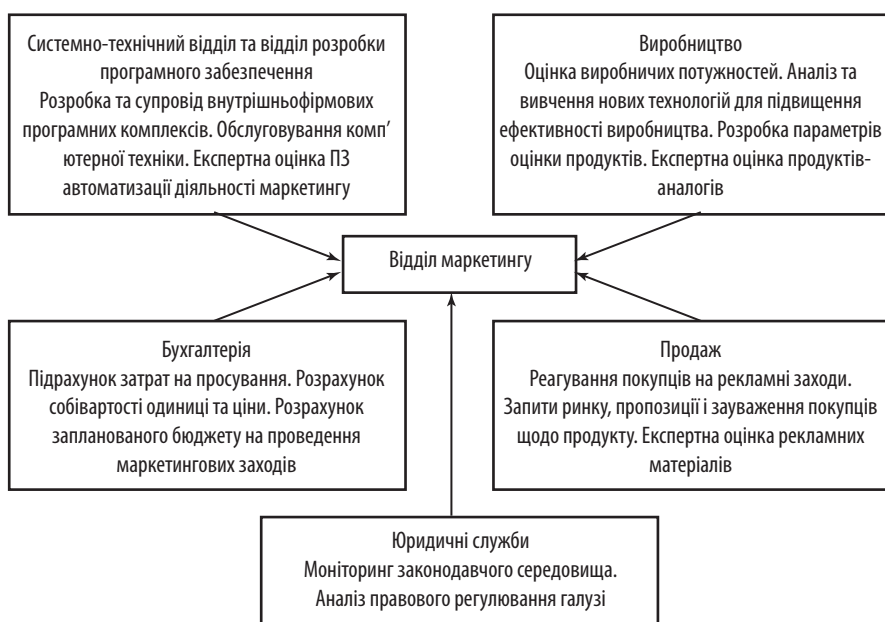 Системно-технічний відділ та відділ розробки
програмного забезпечення
Розробка та супровід внутрішньофірмових
програмних комплексів. Обслуговування комп’
ютерної техніки. Експертна оцінка ПЗ
автоматизації діяльності маркетингу
Виробництво
Оцінка виробничих потужностей. Аналіз та
вивчення нових технологій для підвищення
ефективності виробництва. Розробка параметрів
оцінки продуктів. Експертна оцінка продуктів-
аналогів
Відділ маркетингу
Бухгалтерія
Підрахунок затрат на просування. Розрахунок
собівартості одиниці та ціни. Розрахунок
запланованого бюджету на проведення
маркетингових заходів
Продаж
Реагування покупців на рекламні заходи.
Запити ринку, пропозиції і зауваження покупців
щодо продукту. Експертна оцінка рекламних
матеріалів
Юридичні служби
Моніторинг законодавчого середовища.
Аналіз правового регулювання галузі